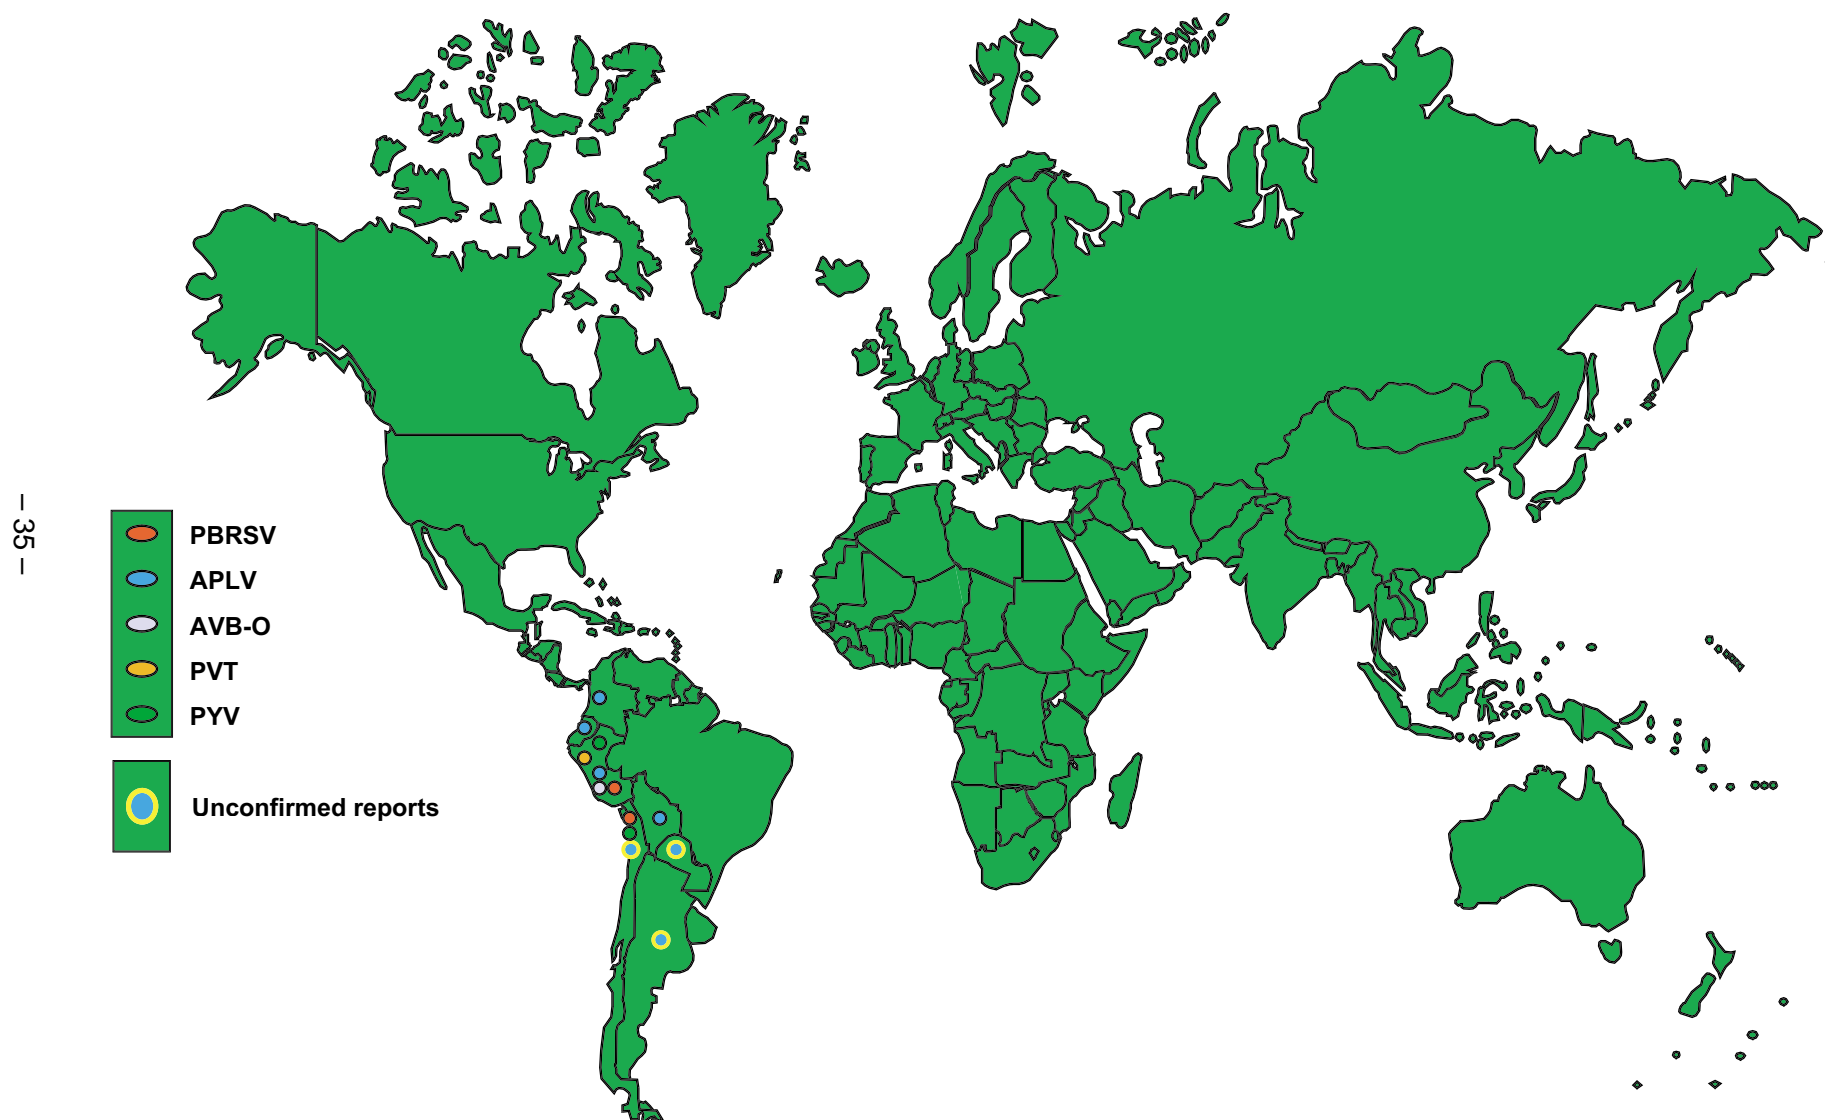 – 35 –
PBRSV
APLV
AVB-O
PVT
PYV
Unconfirmed reports